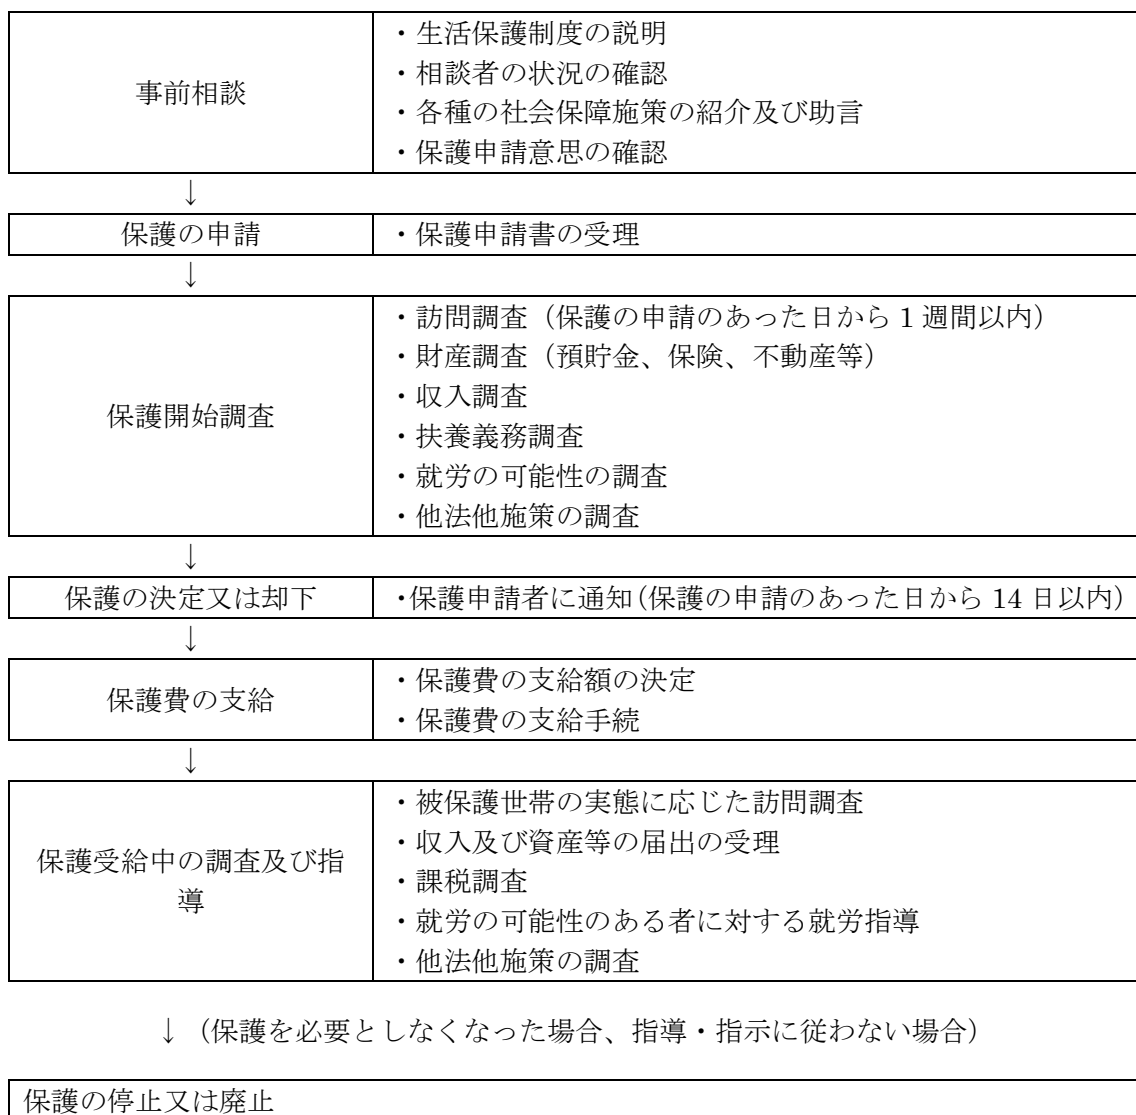 事前相談
・生活保護制度の説明
・相談者の状況の確認
・各種の社会保障施策の紹介及び助言
・保護申請意思の確認
↓
保護の申請
・保護申請書の受理
↓
保護開始調査
・訪問調査（保護の申請のあった日から 1 週間以内）
・財産調査（預貯金、保険、不動産等）
・収入調査
・扶養義務調査
・就労の可能性の調査
・他法他施策の調査
↓
保護の決定又は却下
・保護申請者に通知（保護の申請のあった日から 14 日以内）
↓
保護費の支給
・保護費の支給額の決定
・保護費の支給手続
↓
保護受給中の調査及び指
導
・被保護世帯の実態に応じた訪問調査
・収入及び資産等の届出の受理
・課税調査
・就労の可能性のある者に対する就労指導
・他法他施策の調査
↓（保護を必要としなくなった場合、指導・指示に従わない場合）
保護の停止又は廃止